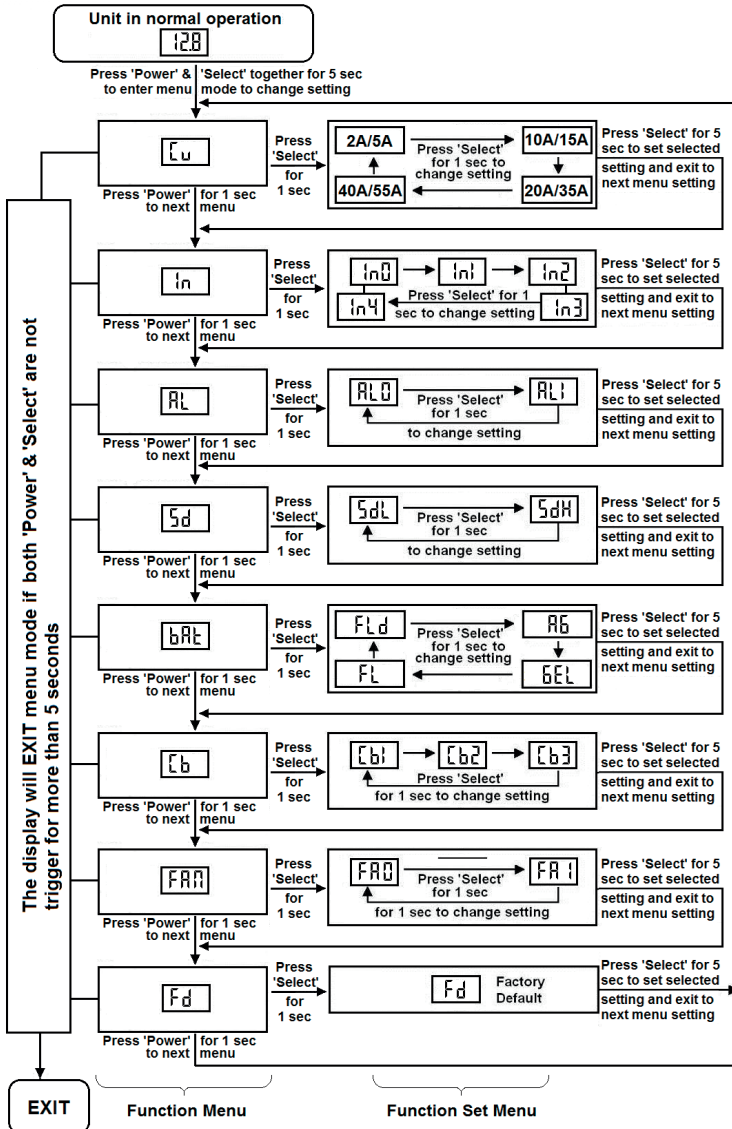 Unit in normal operation
12.8
Press 'Power' & 'Select' together for 5 sec
to enter menu mode to change setting
Cu
Press
'Select'
for
1 sec
2A/5A
10A/15A
Press 'Select'
for 1 sec to
change setting
40A/55A
20A/35A
Press 'Select' for 5
sec to set selected
setting and exit to
next menu setting
Press 'Power' for 1 sec
to next menu
In
Press
'Select'
for
1 sec
In0
In1
In2
In4
Press 'Select' for 1
sec to change setting
In3
Press 'Select' for 5
sec to set selected
setting and exit to
next menu setting
Press 'Power' for 1 sec
to next menu
AL
Press
'Select'
for
1 sec
AL0
AL1
Press 'Select'
for 1 sec
to change setting
Press 'Select' for 5
sec to set selected
setting and exit to
next menu setting
Press 'Power' for 1 sec
to next menu
Sd
Press
'Select'
for
1 sec
SdL
SdH
Press 'Select'
for 1 sec
to change setting
Press 'Select' for 5
sec to set selected
setting and exit to
next menu setting
Press 'Power' for 1 sec
to next menu
bAt
Press
'Select'
for
1 sec
FLd
AG
Press 'Select'
for 1 sec to
change setting
FL
GEL
Press 'Select' for 5
sec to set selected
setting and exit to
next menu setting
Press 'Power' for 1 sec
to next menu
Cb
Press
'Select'
for
1 sec
Cb1
Cb2
Cb3
Press 'Select'
for 1 sec to change setting
Press 'Select' for 5
sec to set selected
setting and exit to
next menu setting
Press 'Power' for 1 sec
to next menu
FAN
Press
'Select'
for
1 sec
FA0
FA1
Press 'Select'
for 1 sec
for 1 sec to change setting
Press 'Select' for 5
sec to set selected
setting and exit to
next menu setting
Press 'Power' for 1 sec
to next menu
Fd
Press
'Select'
for
1 sec
Fd
Factory
Default
Press 'Select' for 5
sec to set selected
setting and exit to
next menu setting
Press 'Power' for 1 sec
to next menu
The display will EXIT menu mode if both 'Power' & 'Select' are not
trigger for more than 5 seconds
EXIT
Function Menu
Function Set Menu